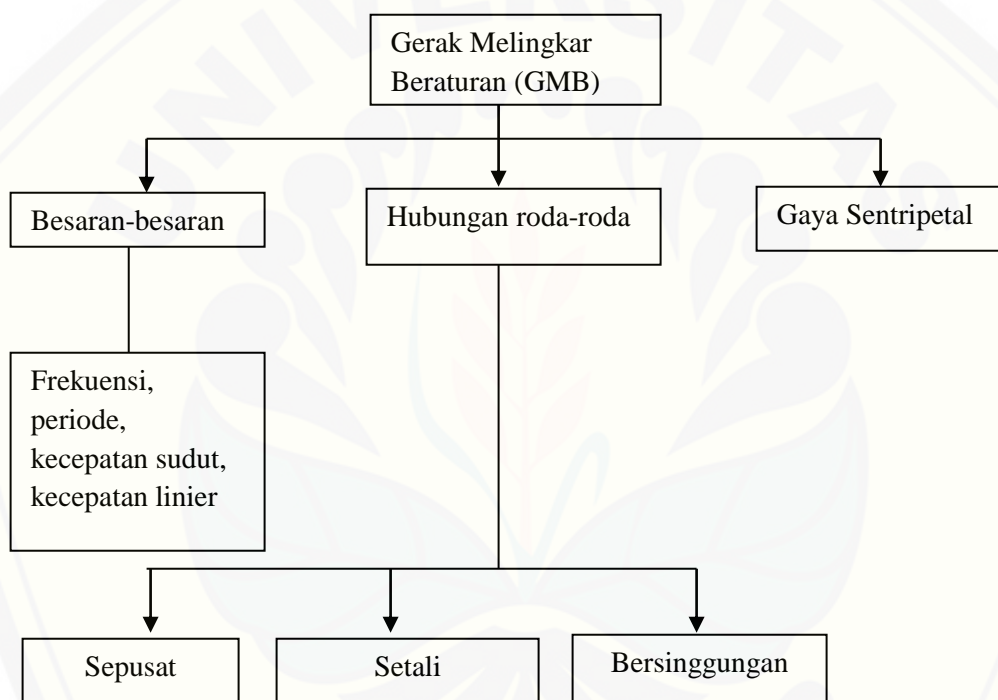 UNIVERSITAS
Gerak Melingkar
Beraturan (GMB)
Besaran-besaran
Hubungan roda-roda
Gaya Sentripetal
Frekuensi,
periode,
kecepatan sudut,
kecepatan linier
Sepusat
Setali
Bersinggungan